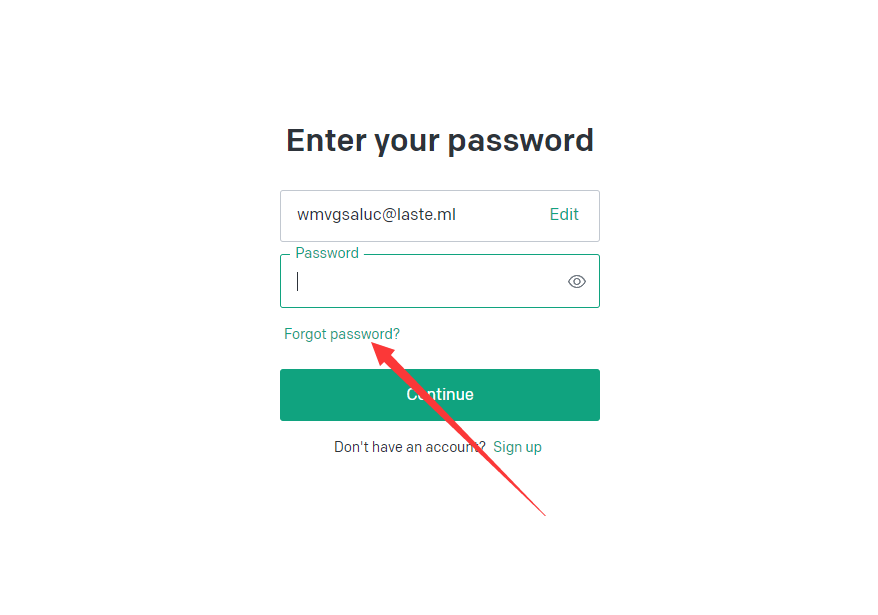 Enter your password
wmvgsaluc@laste.ml Edit
Password
Forgot password?
Continue
Don't have an account? Sign up